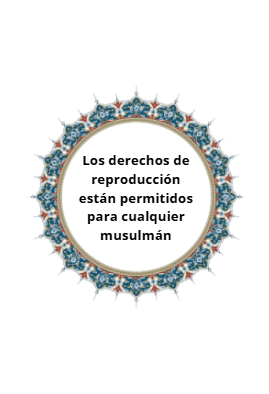 Los derechos de
reproducción
están permitidos
para cualquier
musulmán